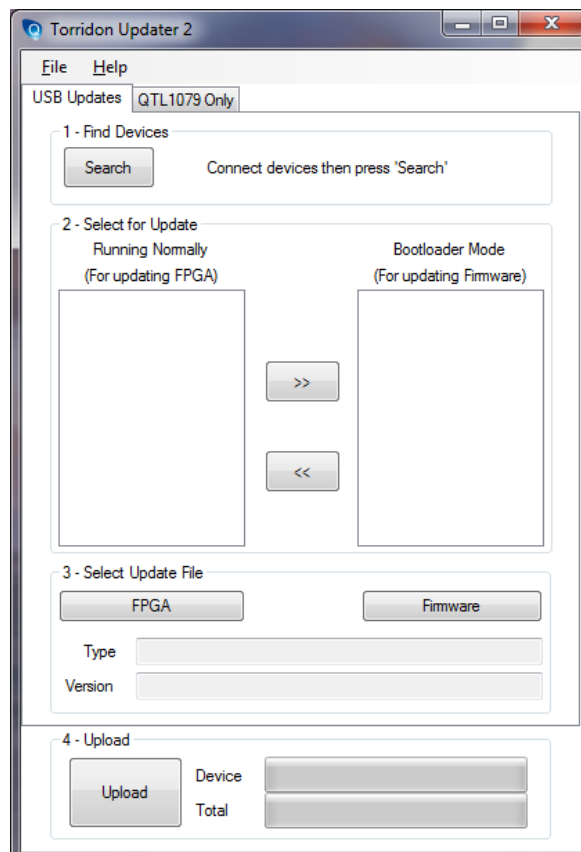 Torridon Updater 2
File Help
USB Updates QTL1079 Only
1 - Find Devices
Search Connect devices then press 'Search'
2 - Select for Update
Running Normally Bootloader Mode
(For updating FPGA) (For updating Firmware)
>>
<<
3 - Select Update File
FPGA Firmware
Type
Version
4 - Upload
Upload Device
Total